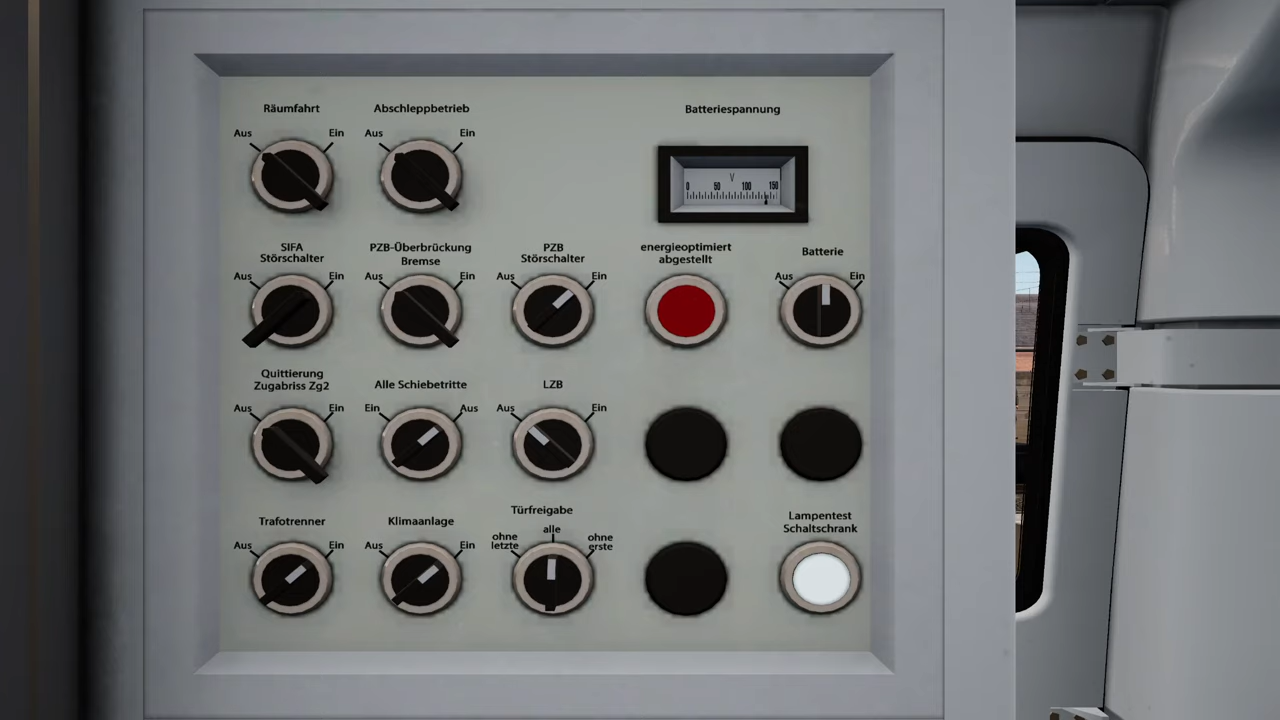 Räumfahrt
Abschleppbetrieb
Batteriespannung
Aus Ein
Aus Ein
V
0 50 100 150
SIFA
Störschalter
PZB-Überbrückung
Bremse
PZB
Störschalter
energieoptimiert
abgestellt
Batterie
Aus Ein
Aus Ein
Aus Ein
Aus Ein
Quittierung
Zugabriss Zg2
Alle Schiebetritte
LZB
Aus Ein
Ein Aus
Aus Ein
Trafotrenner
Klimaanlage
Türfreigabe
Lampentest
Schaltschrank
Aus Ein
Aus Ein
ohne
letzte
alle
ohne
erste